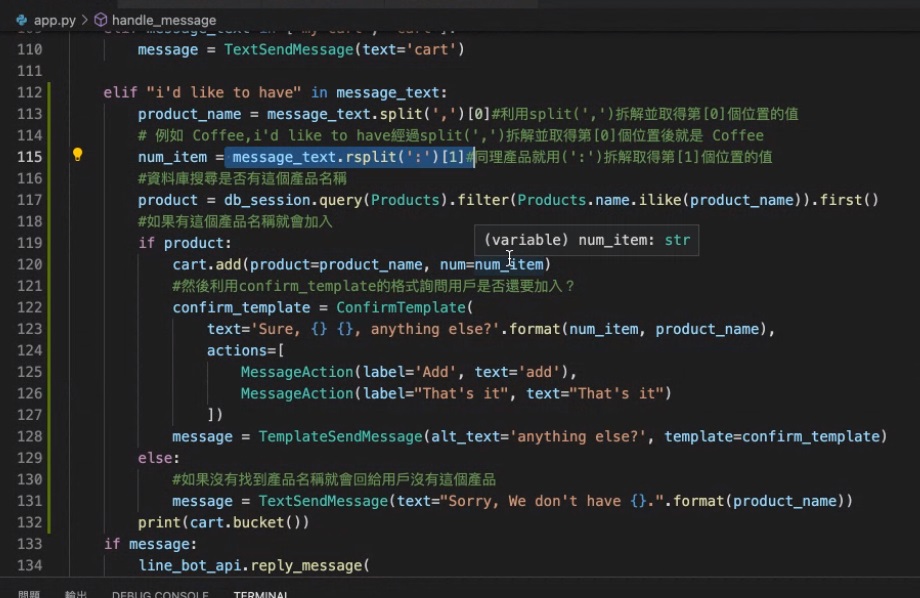 app.py > handle_message
109 elif message_text in ['my cart', 'cart']:
110 message = TextSendMessage(text='cart')
111
112 elif "i'd like to have" in message_text:
113 product_name = message_text.split(',')[0]#利用split(',')拆解並取得第[0]個位置的值
114 # 例如 Coffee,i'd like to have經過split(',')拆解並取得第[0]個位置後就是 Coffee
115 num_item = message_text.rsplit(':')[1]#同理產品就用(':')拆解取得第[1]個位置的值
116 #資料庫搜尋是否有這個產品名稱
117 product = db_session.query(Products).filter(Products.name.ilike(product_name)).first()
118 #如果有這個產品名稱就會加入
119 if product:
(variable) num_item: str
120 cart.add(product=product_name, num=num_item)
121 #然後利用confirm_template的格式詢問用戶是否還要加入？
122 confirm_template = ConfirmTemplate(
123 text='Sure, {} {}, anything else?'.format(num_item, product_name),
124 actions=[
125 MessageAction(label='Add', text='add'),
126 MessageAction(label="That's it", text="That's it")
127 ])
128 message = TemplateSendMessage(alt_text='anything else?', template=confirm_template)
129 else:
130 #如果沒有找到產品名稱就會回給用戶沒有這個產品
131 message = TextSendMessage(text="Sorry, We don't have {}.".format(product_name))
132 print(cart.bucket())
133 if message:
134 line_bot_api.reply_message(
問題 輸出 DEBUG CONSOLE TERMINAL